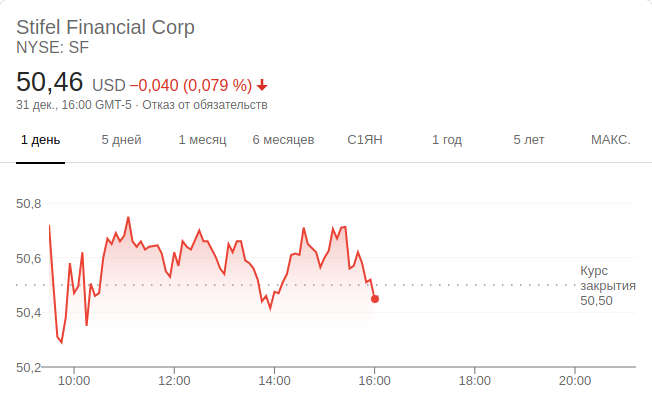 Stifel Financial Corp
NYSE: SF
50,46 USD −0,040 (0,079 %)
31 дек., 16:00 GMT-5 · Отказ от обязательств
1 день 5 дней 1 месяц 6 месяцев С1ЯН 1 год 5 лет МАКС.
50,8
50,6
50,4
50,2
Курс
закрытия
50,50
10:00 12:00 14:00 16:00 18:00 20:00